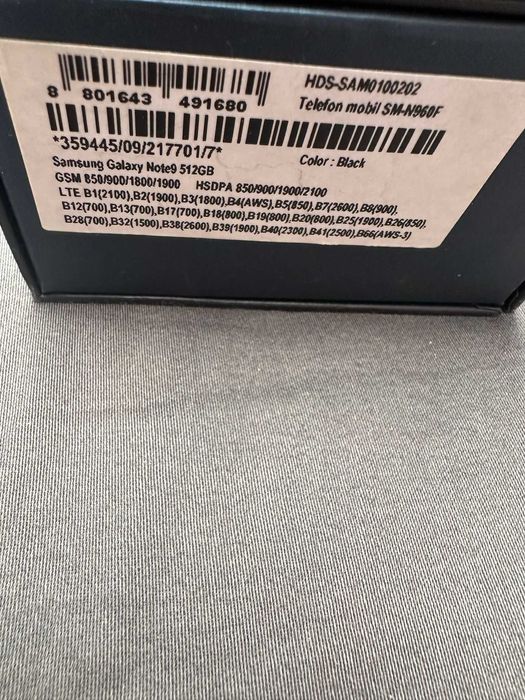 HDS-SAM0100202
Telefon mobil SM-N960F
8 801643 491680
*359445/09/217701/7*
Color : Black
Samsung Galaxy Note9 512GB
GSM 850/900/1800/1900 HSDPA 850/900/1900/2100
LTE B1(2100),B2(1900),B3(1800),B4(AWS),B5(850),B7(2600),B8(900),
B12(700),B13(700),B17(700),B18(800),B19(800),B20(800),B25(1900),B26(850),
B28(700),B32(1500),B38(2600),B39(1900),B40(2300),B41(2500),B66(AWS-3)